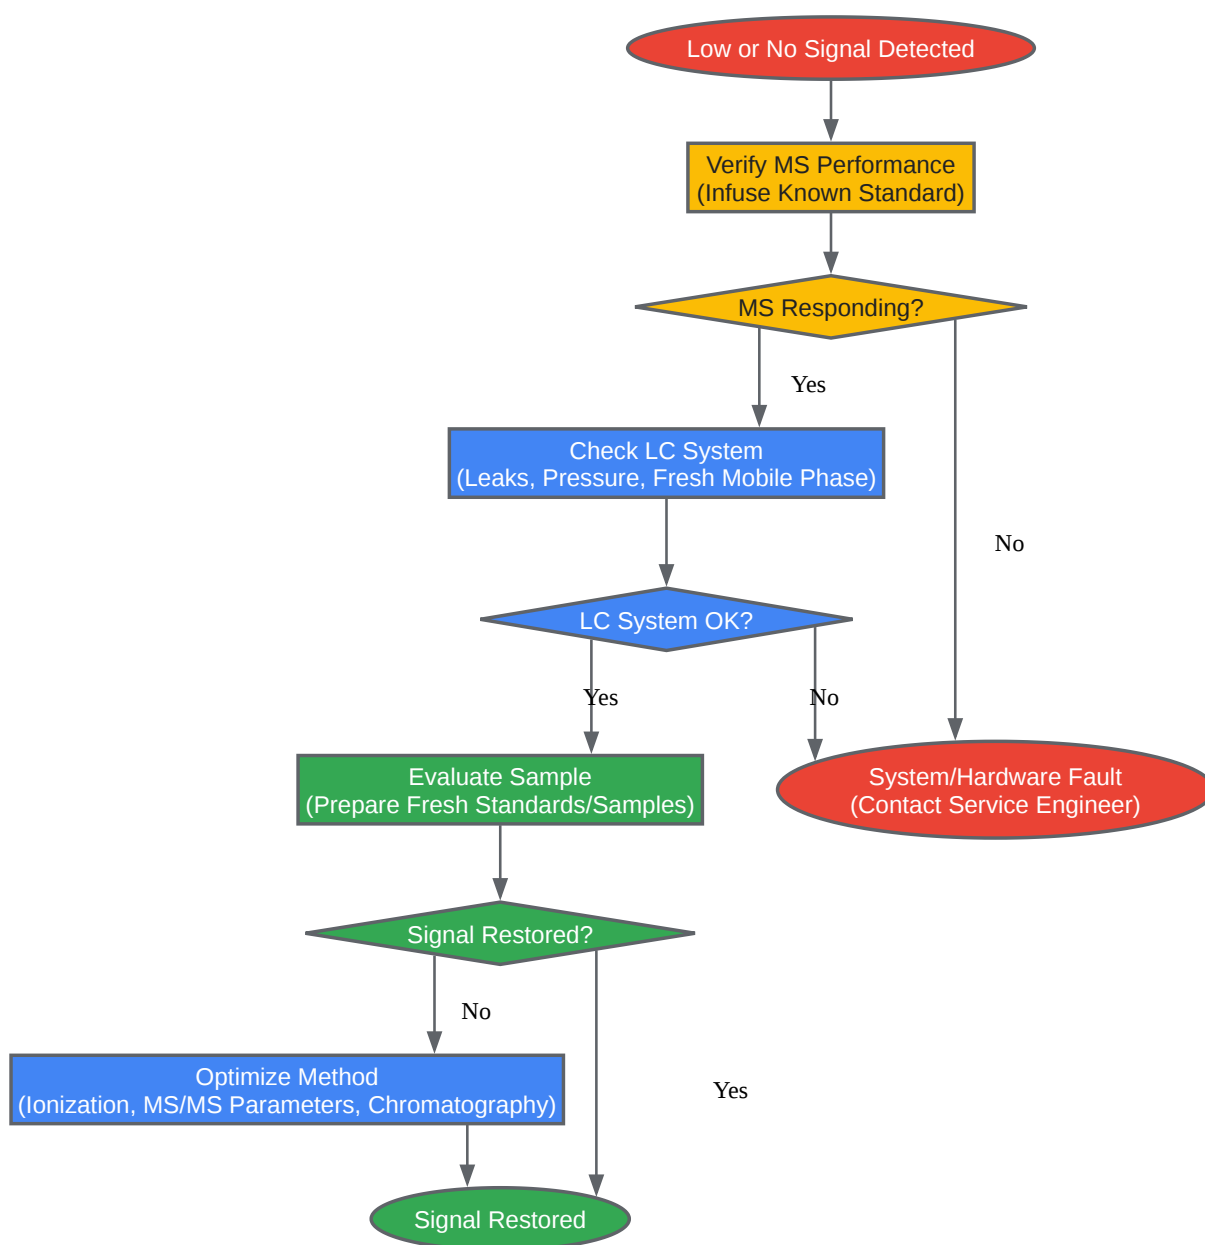 Low or No Signal Detected
Verify MS Performance
(Infuse Known Standard)
MS Responding?
Yes
Check LC System
(Leaks, Pressure, Fresh Mobile Phase)
No
LC System OK?
Yes
No
Evaluate Sample
(Prepare Fresh Standards/Samples)
System/Hardware Fault
(Contact Service Engineer)
Signal Restored?
No
Optimize Method
(Ionization, MS/MS Parameters, Chromatography)
Yes
Signal Restored